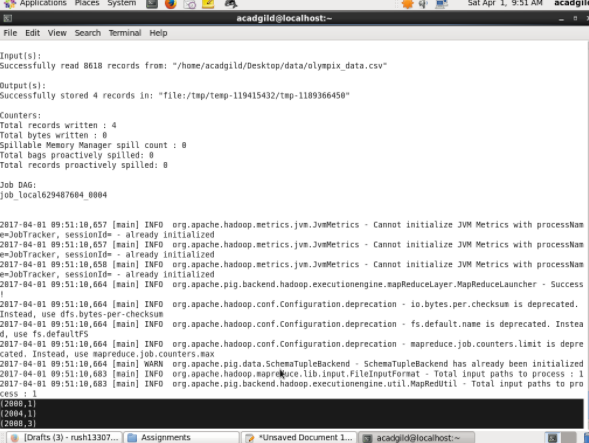 Applications Places System
Sat Apr 1, 9:51 AM acadgild
acadgild@localhost:~
File Edit View Search Terminal Help
Input(s):
Successfully read 8618 records from: "/home/acadgild/Desktop/data/olympix_data.csv"
Output(s):
Successfully stored 4 records in: "file:/tmp/temp-119415432/tmp-1189366450"
Counters:
Total records written : 4
Total bytes written : 0
Spillable Memory Manager spill count : 0
Total bags proactively spilled: 0
Total records proactively spilled: 0
Job DAG:
job_local629487604_0004
2017-04-01 09:51:10,657 [main] INFO org.apache.hadoop.metrics.jvm.JvmMetrics - Cannot initialize JVM Metrics with processNam
e=JobTracker, sessionId= - already initialized
2017-04-01 09:51:10,657 [main] INFO org.apache.hadoop.metrics.jvm.JvmMetrics - Cannot initialize JVM Metrics with processNam
e=JobTracker, sessionId= - already initialized
2017-04-01 09:51:10,658 [main] INFO org.apache.hadoop.metrics.jvm.JvmMetrics - Cannot initialize JVM Metrics with processNam
e=JobTracker, sessionId= - already initialized
2017-04-01 09:51:10,664 [main] INFO org.apache.pig.backend.hadoop.executionengine.mapReduceLayer.MapReduceLauncher - Success
!
2017-04-01 09:51:10,664 [main] INFO org.apache.hadoop.conf.Configuration.deprecation - io.bytes.per.checksum is deprecated.
Instead, use dfs.bytes-per-checksum
2017-04-01 09:51:10,664 [main] INFO org.apache.hadoop.conf.Configuration.deprecation - fs.default.name is deprecated. Instea
d, use fs.defaultFS
2017-04-01 09:51:10,664 [main] INFO org.apache.hadoop.conf.Configuration.deprecation - mapreduce.job.counters.limit is depre
cated. Instead, use mapreduce.job.counters.max
2017-04-01 09:51:10,664 [main] WARN org.apache.pig.data.SchemaTupleBackend - SchemaTupleBackend has already been initialized
2017-04-01 09:51:10,683 [main] INFO org.apache.hadoop.mapreduce.lib.input.FileInputFormat - Total input paths to process : 1
2017-04-01 09:51:10,683 [main] INFO org.apache.pig.backend.hadoop.executionengine.util.MapRedUtil - Total input paths to pro
cess : 1
(2000,1)
(2004,1)
(2008,3)
[Drafts (3) - rush13307... Assignments *Unsaved Document 1... acadgild@localhost:~